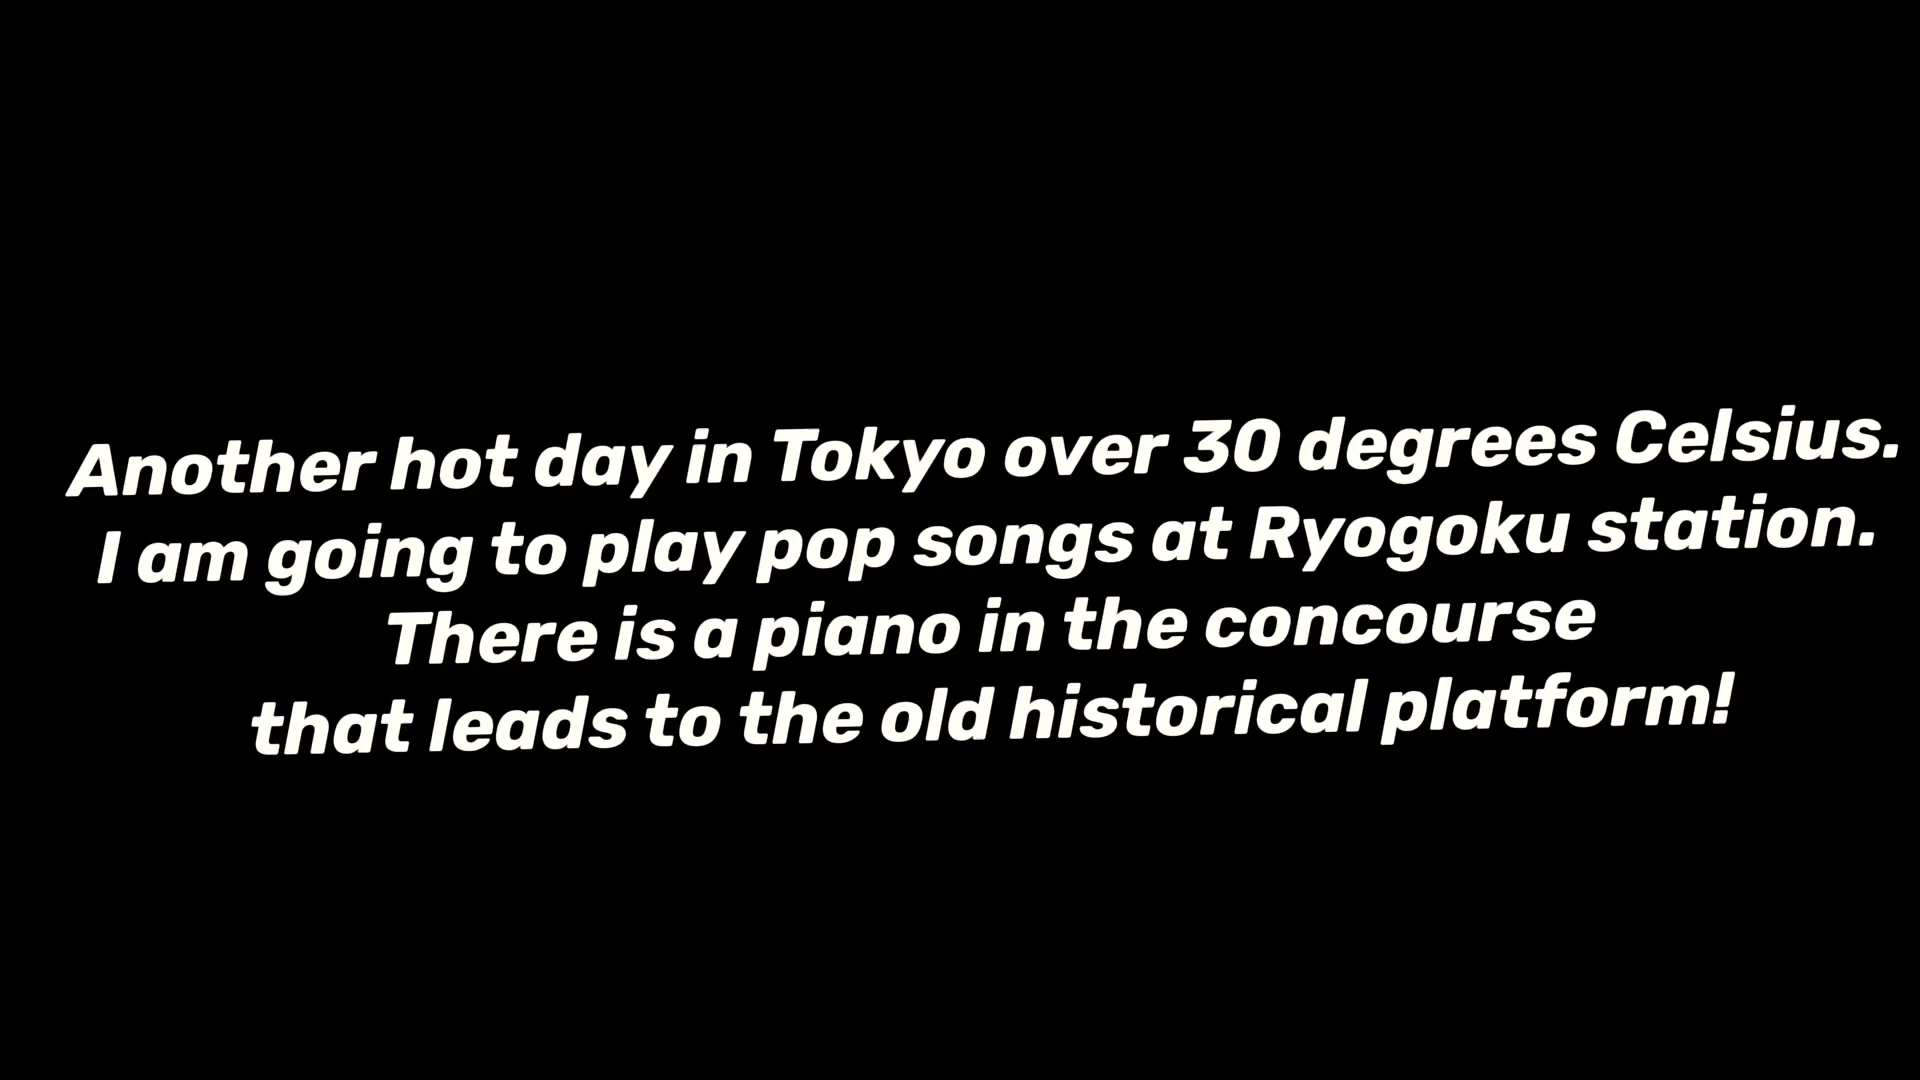 Another hot day in Tokyo over 30 degrees Celsius.
I am going to play pop songs at Ryogoku station.
There is a piano in the concourse
that leads to the old historical platform!